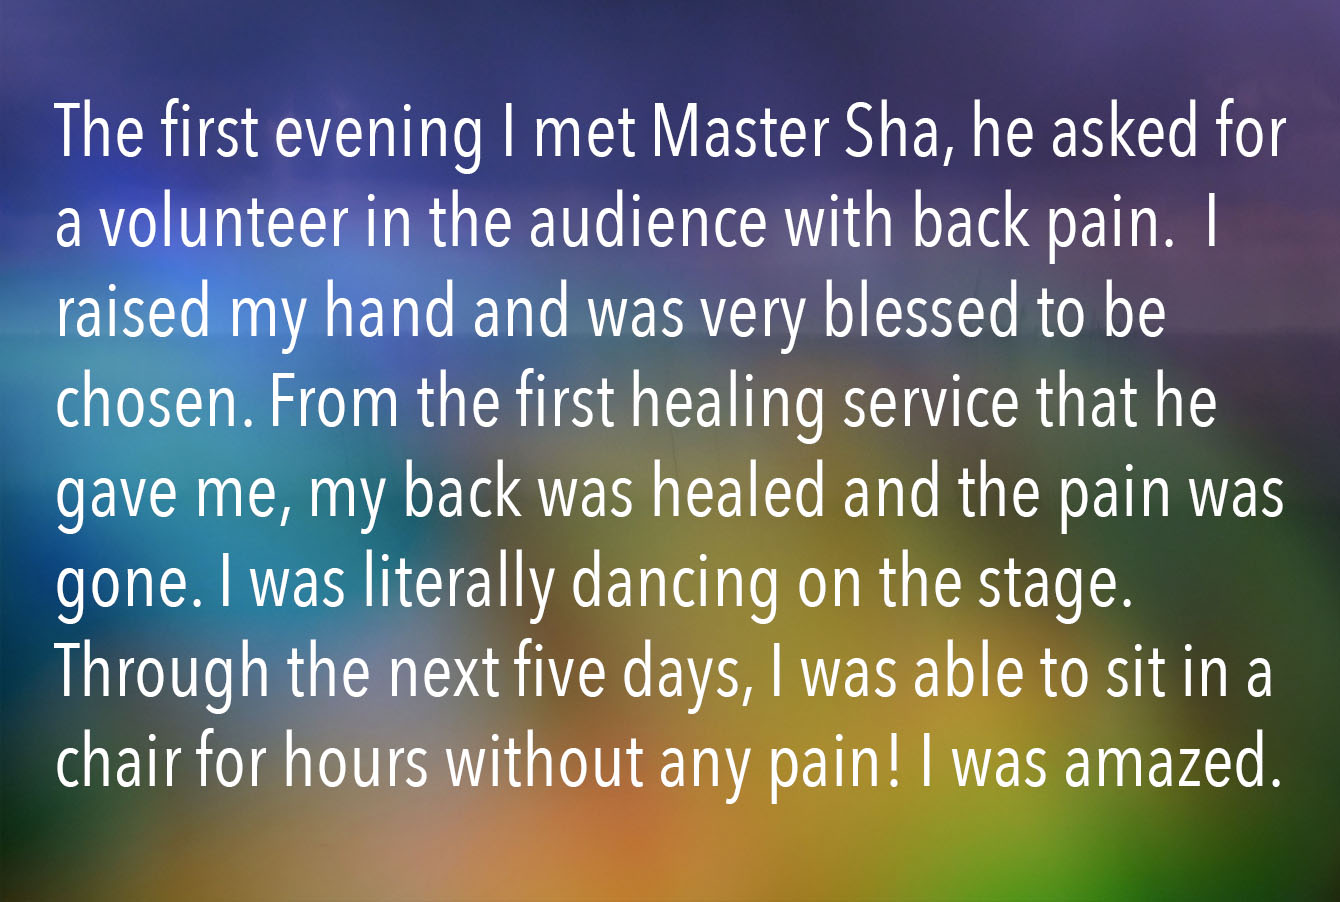 The first evening I met Master Sha, he asked for
a volunteer in the audience with back pain.  I
raised my hand and was very blessed to be
chosen. From the first healing service that he
gave me, my back was healed and the pain was
gone. I was literally dancing on the stage.
Through the next five days, I was able to sit in a
chair for hours without any pain! I was amazed.